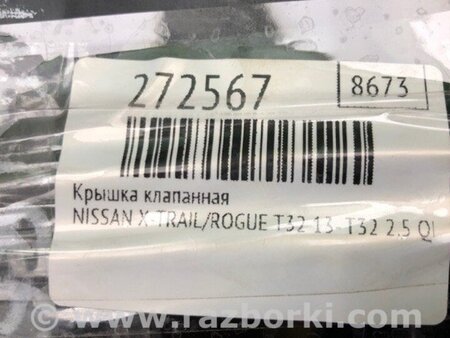 272567
8673
Крышка клапанная
NISSAN X-TRAIL/ROGUE T32 13- T32 2.5 QI
© www.razborki.com